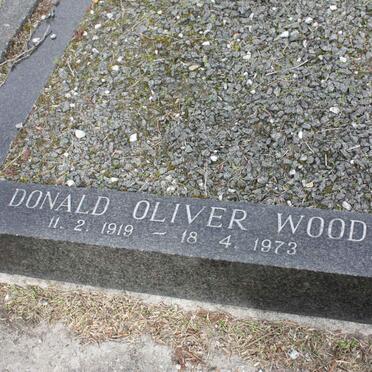 DONALD OLIVER WOOD
11. 2. 1919 – 18. 4. 1973